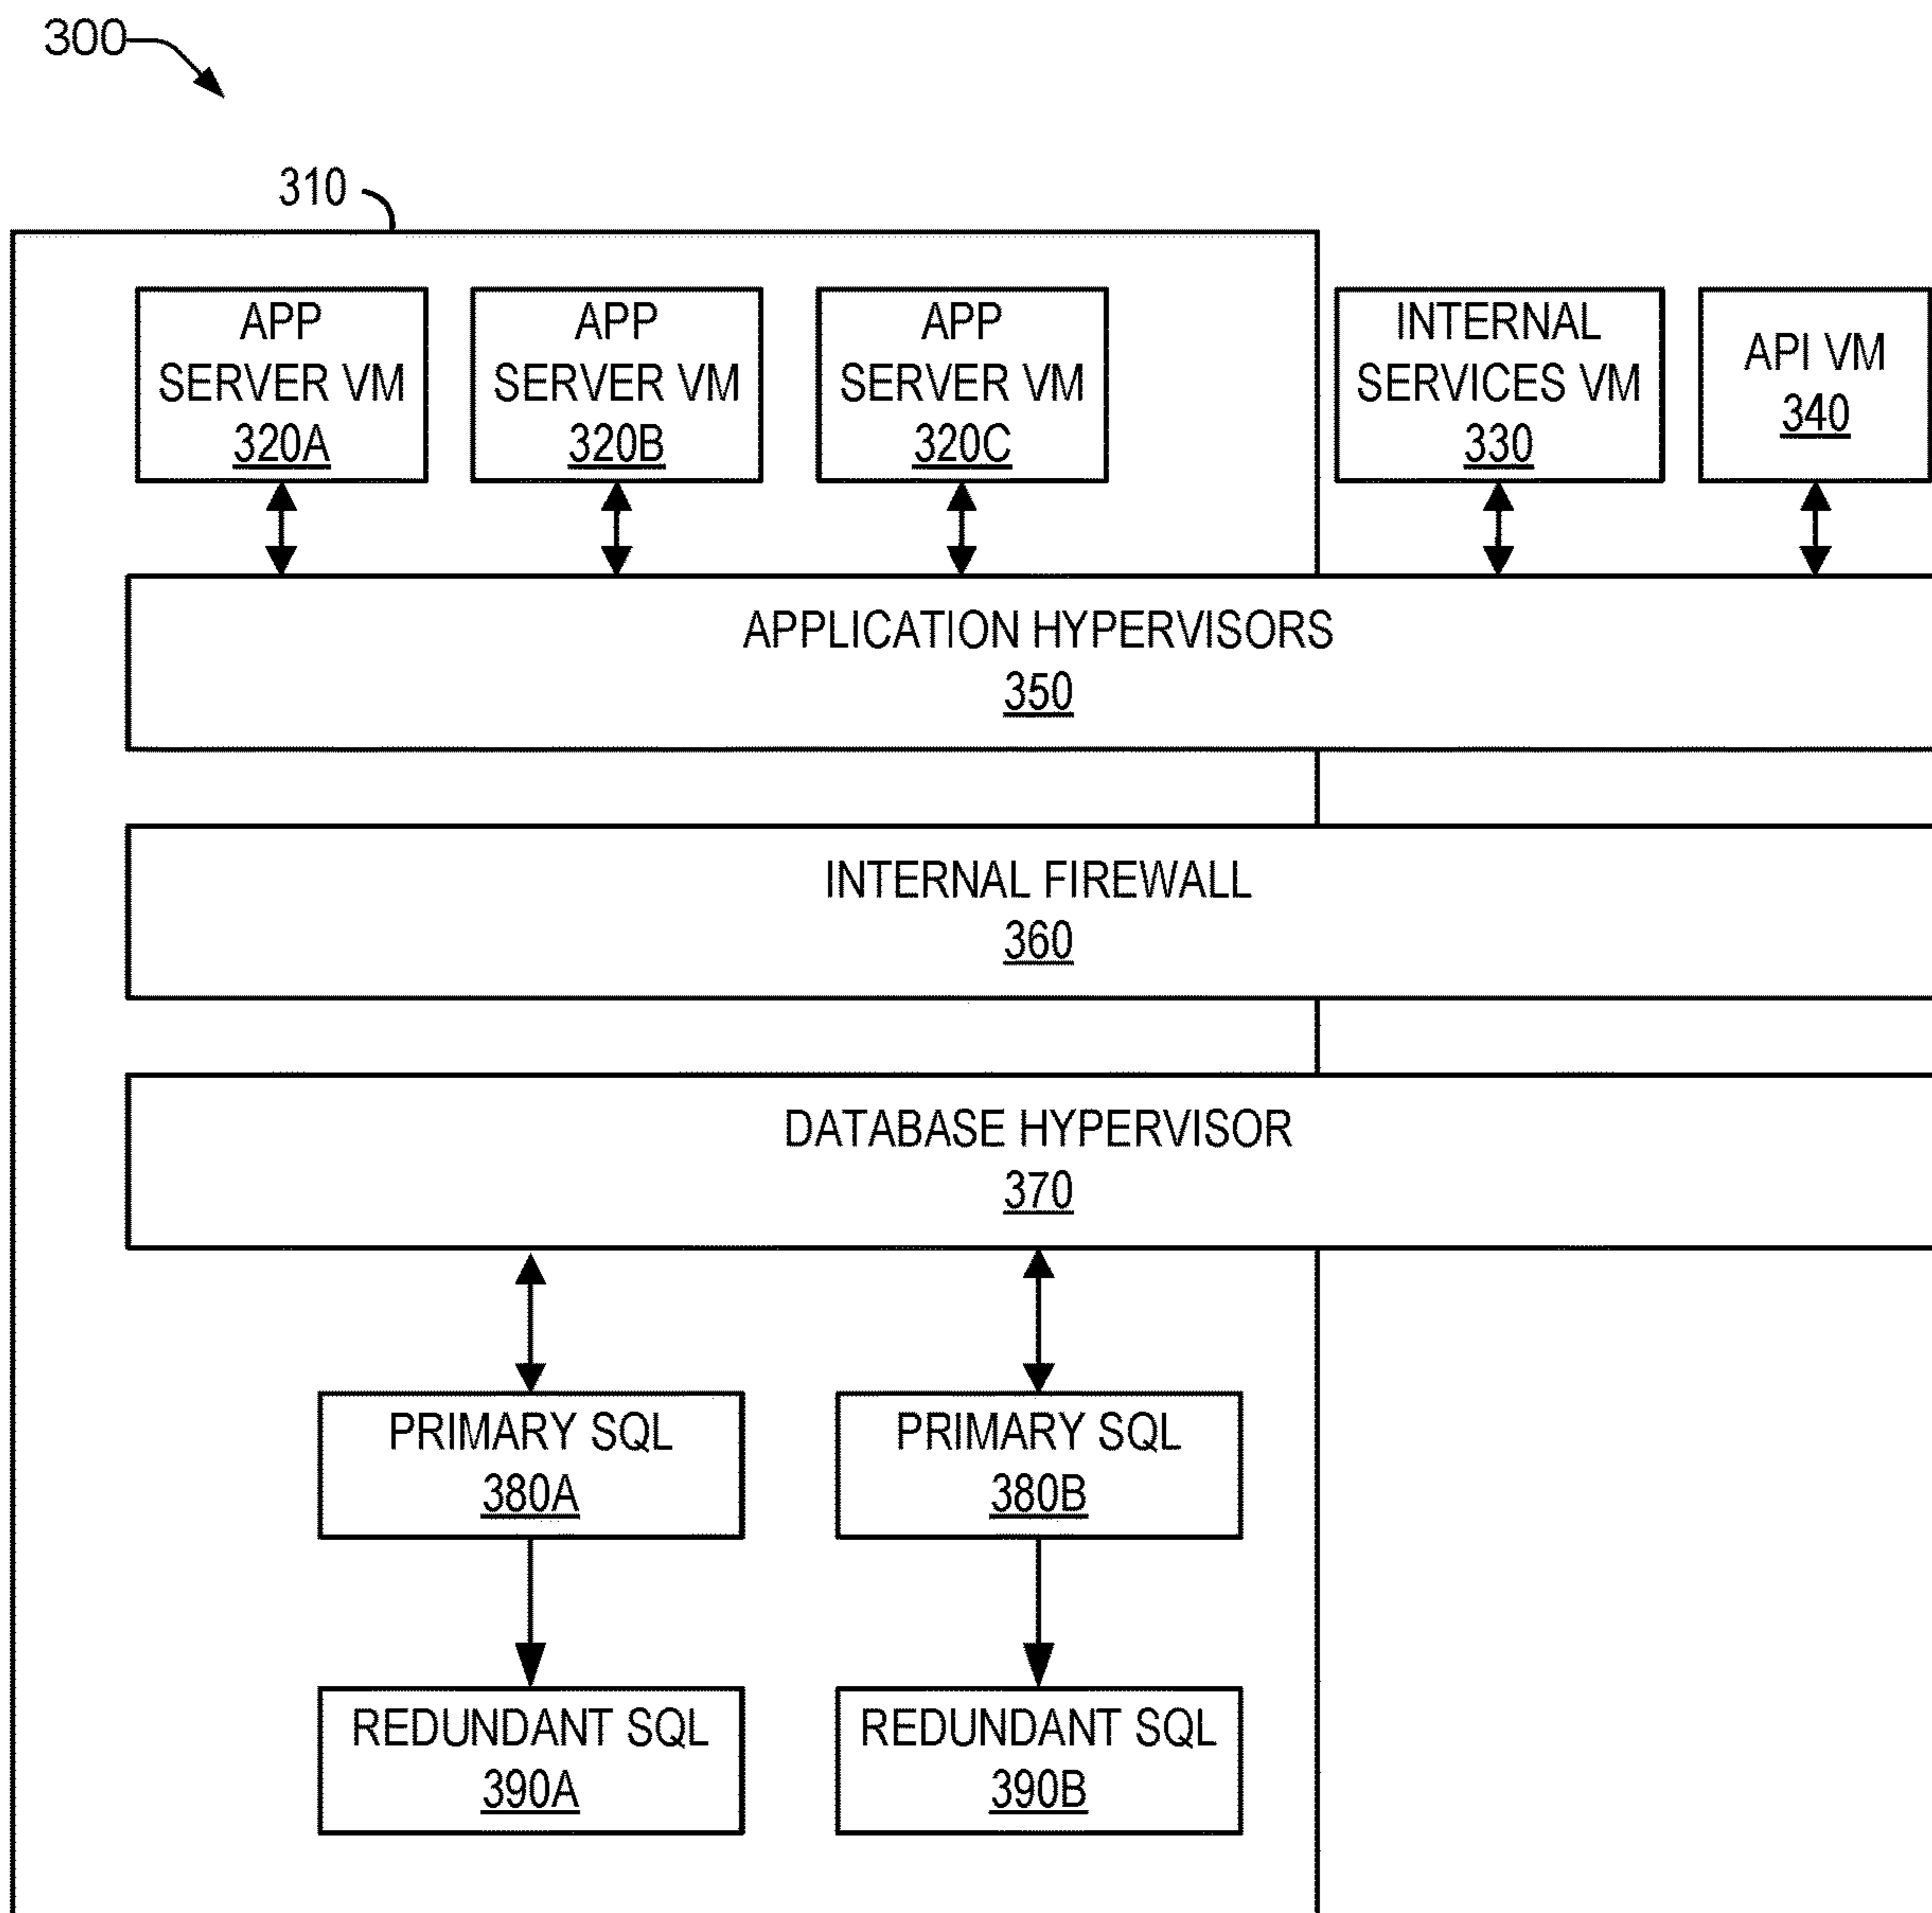 300
310
APP
SERVER VM
320A
APP
SERVER VM
320B
APP
SERVER VM
320C
INTERNAL
SERVICES VM
330
API VM
340
APPLICATION HYPERVISORS
350
INTERNAL FIREWALL
360
DATABASE HYPERVISOR
370
PRIMARY SQL
380A
PRIMARY SQL
380B
REDUNDANT SQL
390A
REDUNDANT SQL
390B